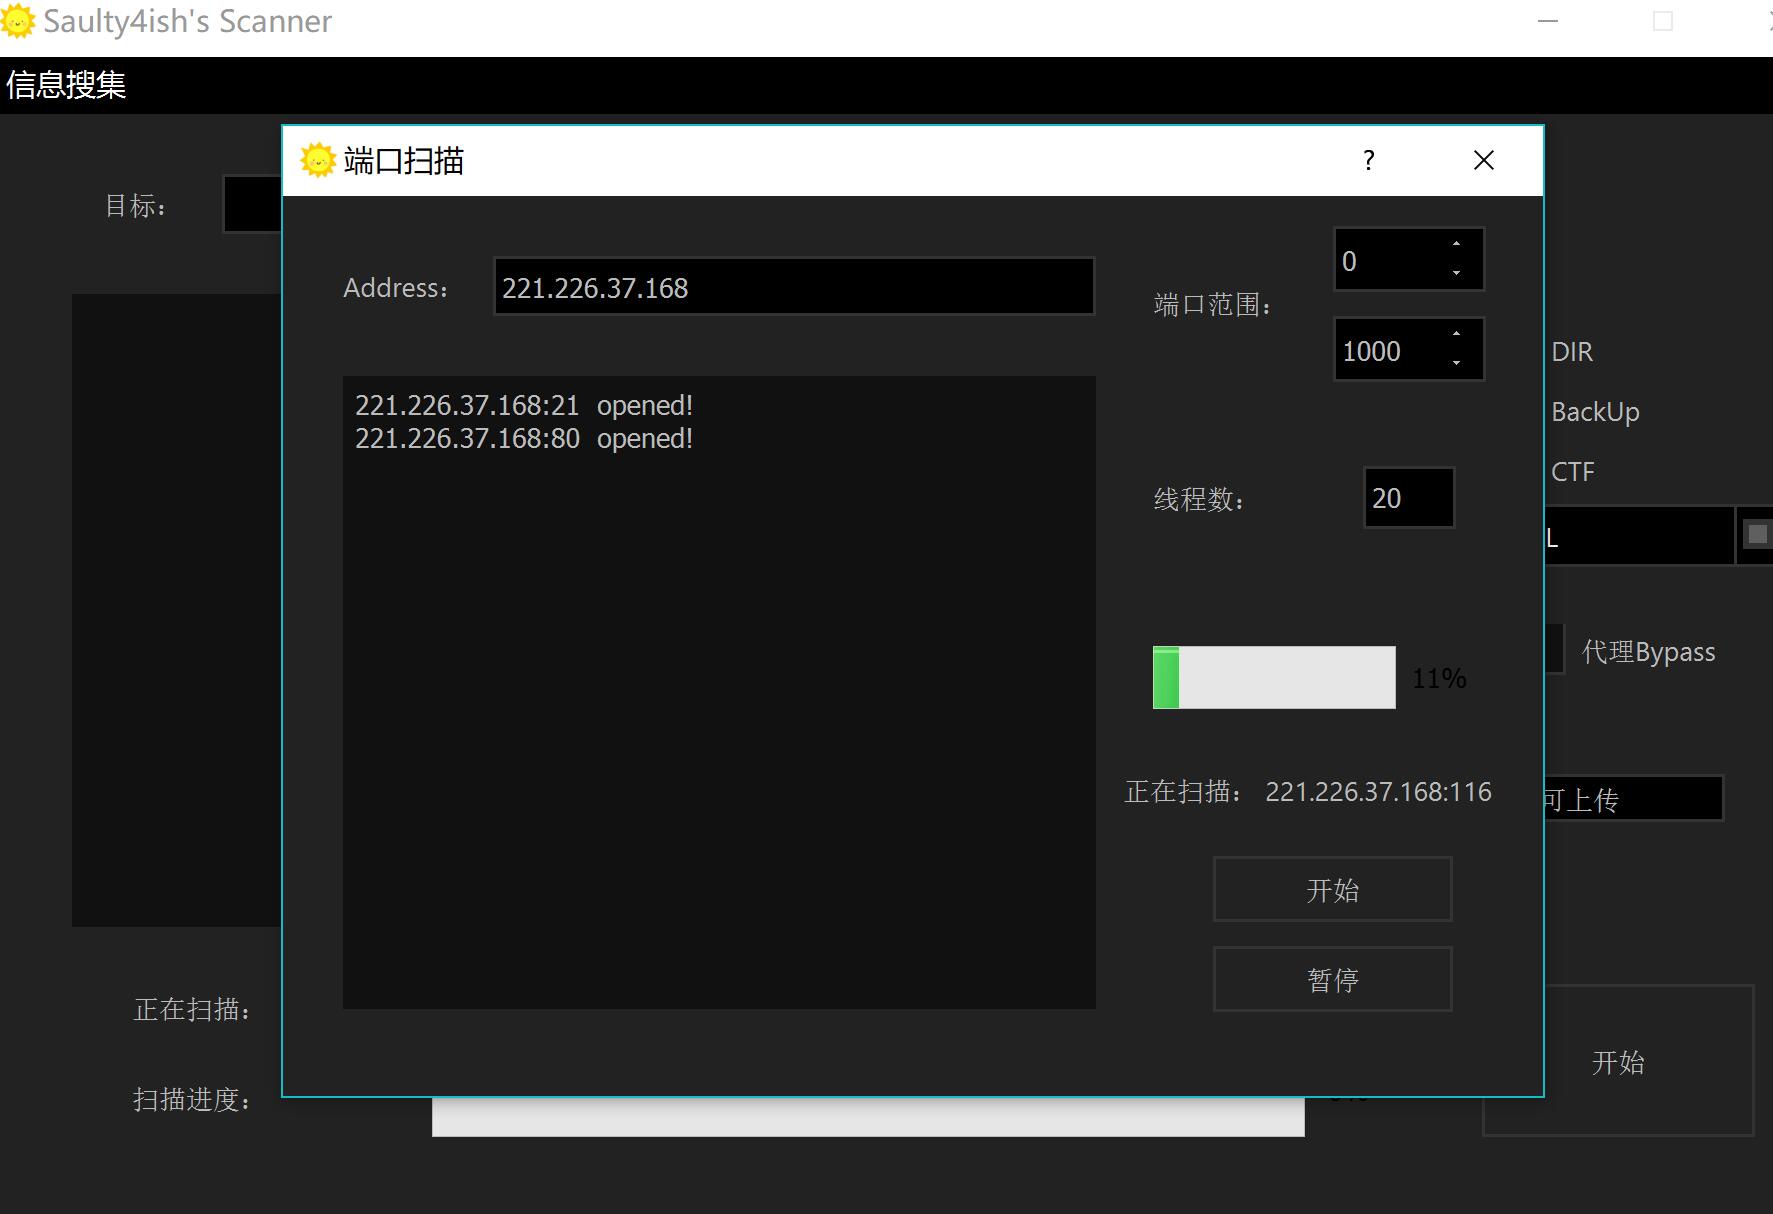 Saulty4ish's Scanner
信息搜集
端口扫描
目标：
Address：
221.226.37.168
端口范围：
0
1000
221.226.37.168:21 opened!
221.226.37.168:80 opened!
线程数：
20
11%
正在扫描： 221.226.37.168:116
开始
暂停
DIR
BackUp
CTF
L
代理Bypass
可上传
正在扫描：
扫描进度：
开始